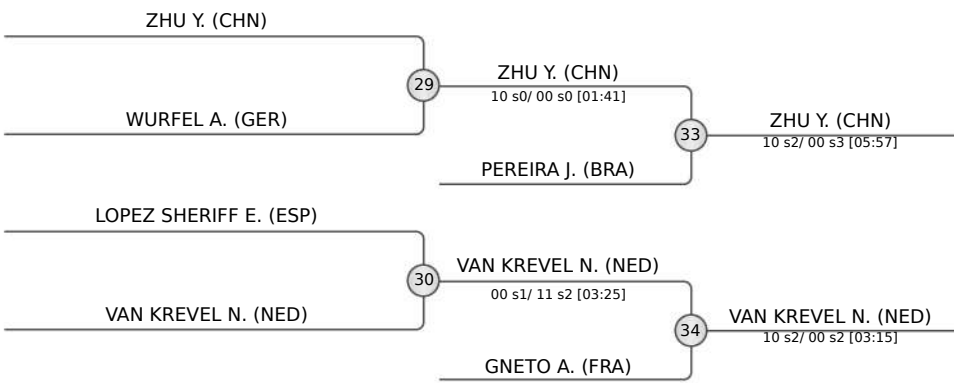 ZHU Y. (CHN)
29
ZHU Y. (CHN)
10 s0/ 00 s0 [01:41]
WURFEL A. (GER)
33
ZHU Y. (CHN)
10 s2/ 00 s3 [05:57]
PEREIRA J. (BRA)
LOPEZ SHERIFF E. (ESP)
30
VAN KREVEL N. (NED)
00 s1/ 11 s2 [03:25]
VAN KREVEL N. (NED)
34
VAN KREVEL N. (NED)
10 s2/ 00 s2 [03:15]
GNETO A. (FRA)